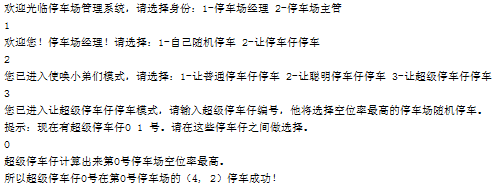 欢迎光临停车场管理系统，请选择身份：1-停车场经理 2-停车场主管
1
欢迎您！停车场经理！请选择：1-自己随机停车 2-让停车仔停车
2
您已进入使唤小弟们模式，请选择：1-让普通停车仔停车 2-让聪明停车仔停车 3-让超级停车仔停车
3
您已进入让超级停车仔停车模式，请输入超级停车仔编号，他将选择空位率最高的停车场随机停车。
提示：现在有超级停车仔0 1 号。请在这些停车仔之间做选择。
0
超级停车仔计算出来第0号停车场空位率最高。
所以超级停车仔0号在第0号停车场的（4, 2）停车成功！